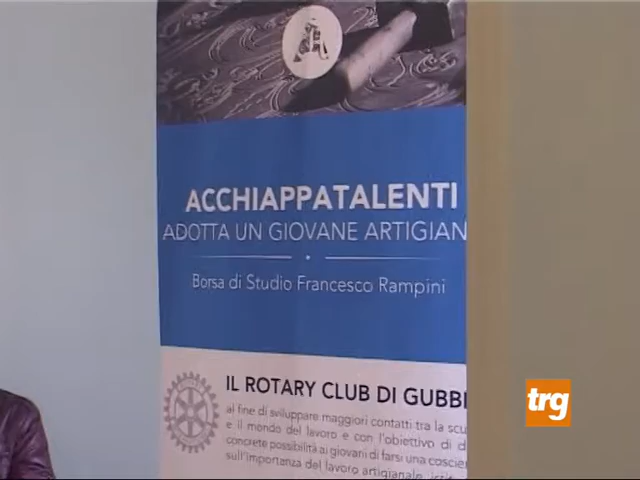 A
ACCHIAPPATALENTI
ADOTTA UN GIOVANE ARTIGIAN
Borsa di Studio Francesco Rampini
IL ROTARY CLUB DI GUBBI
al fine di sviluppare maggiori contatti tra la scu
e il mondo del lavoro e con l'obiettivo di d
concrete possibilità ai giovani di farsi una coscien
sull'importanza del lavoro artigianale,
trg